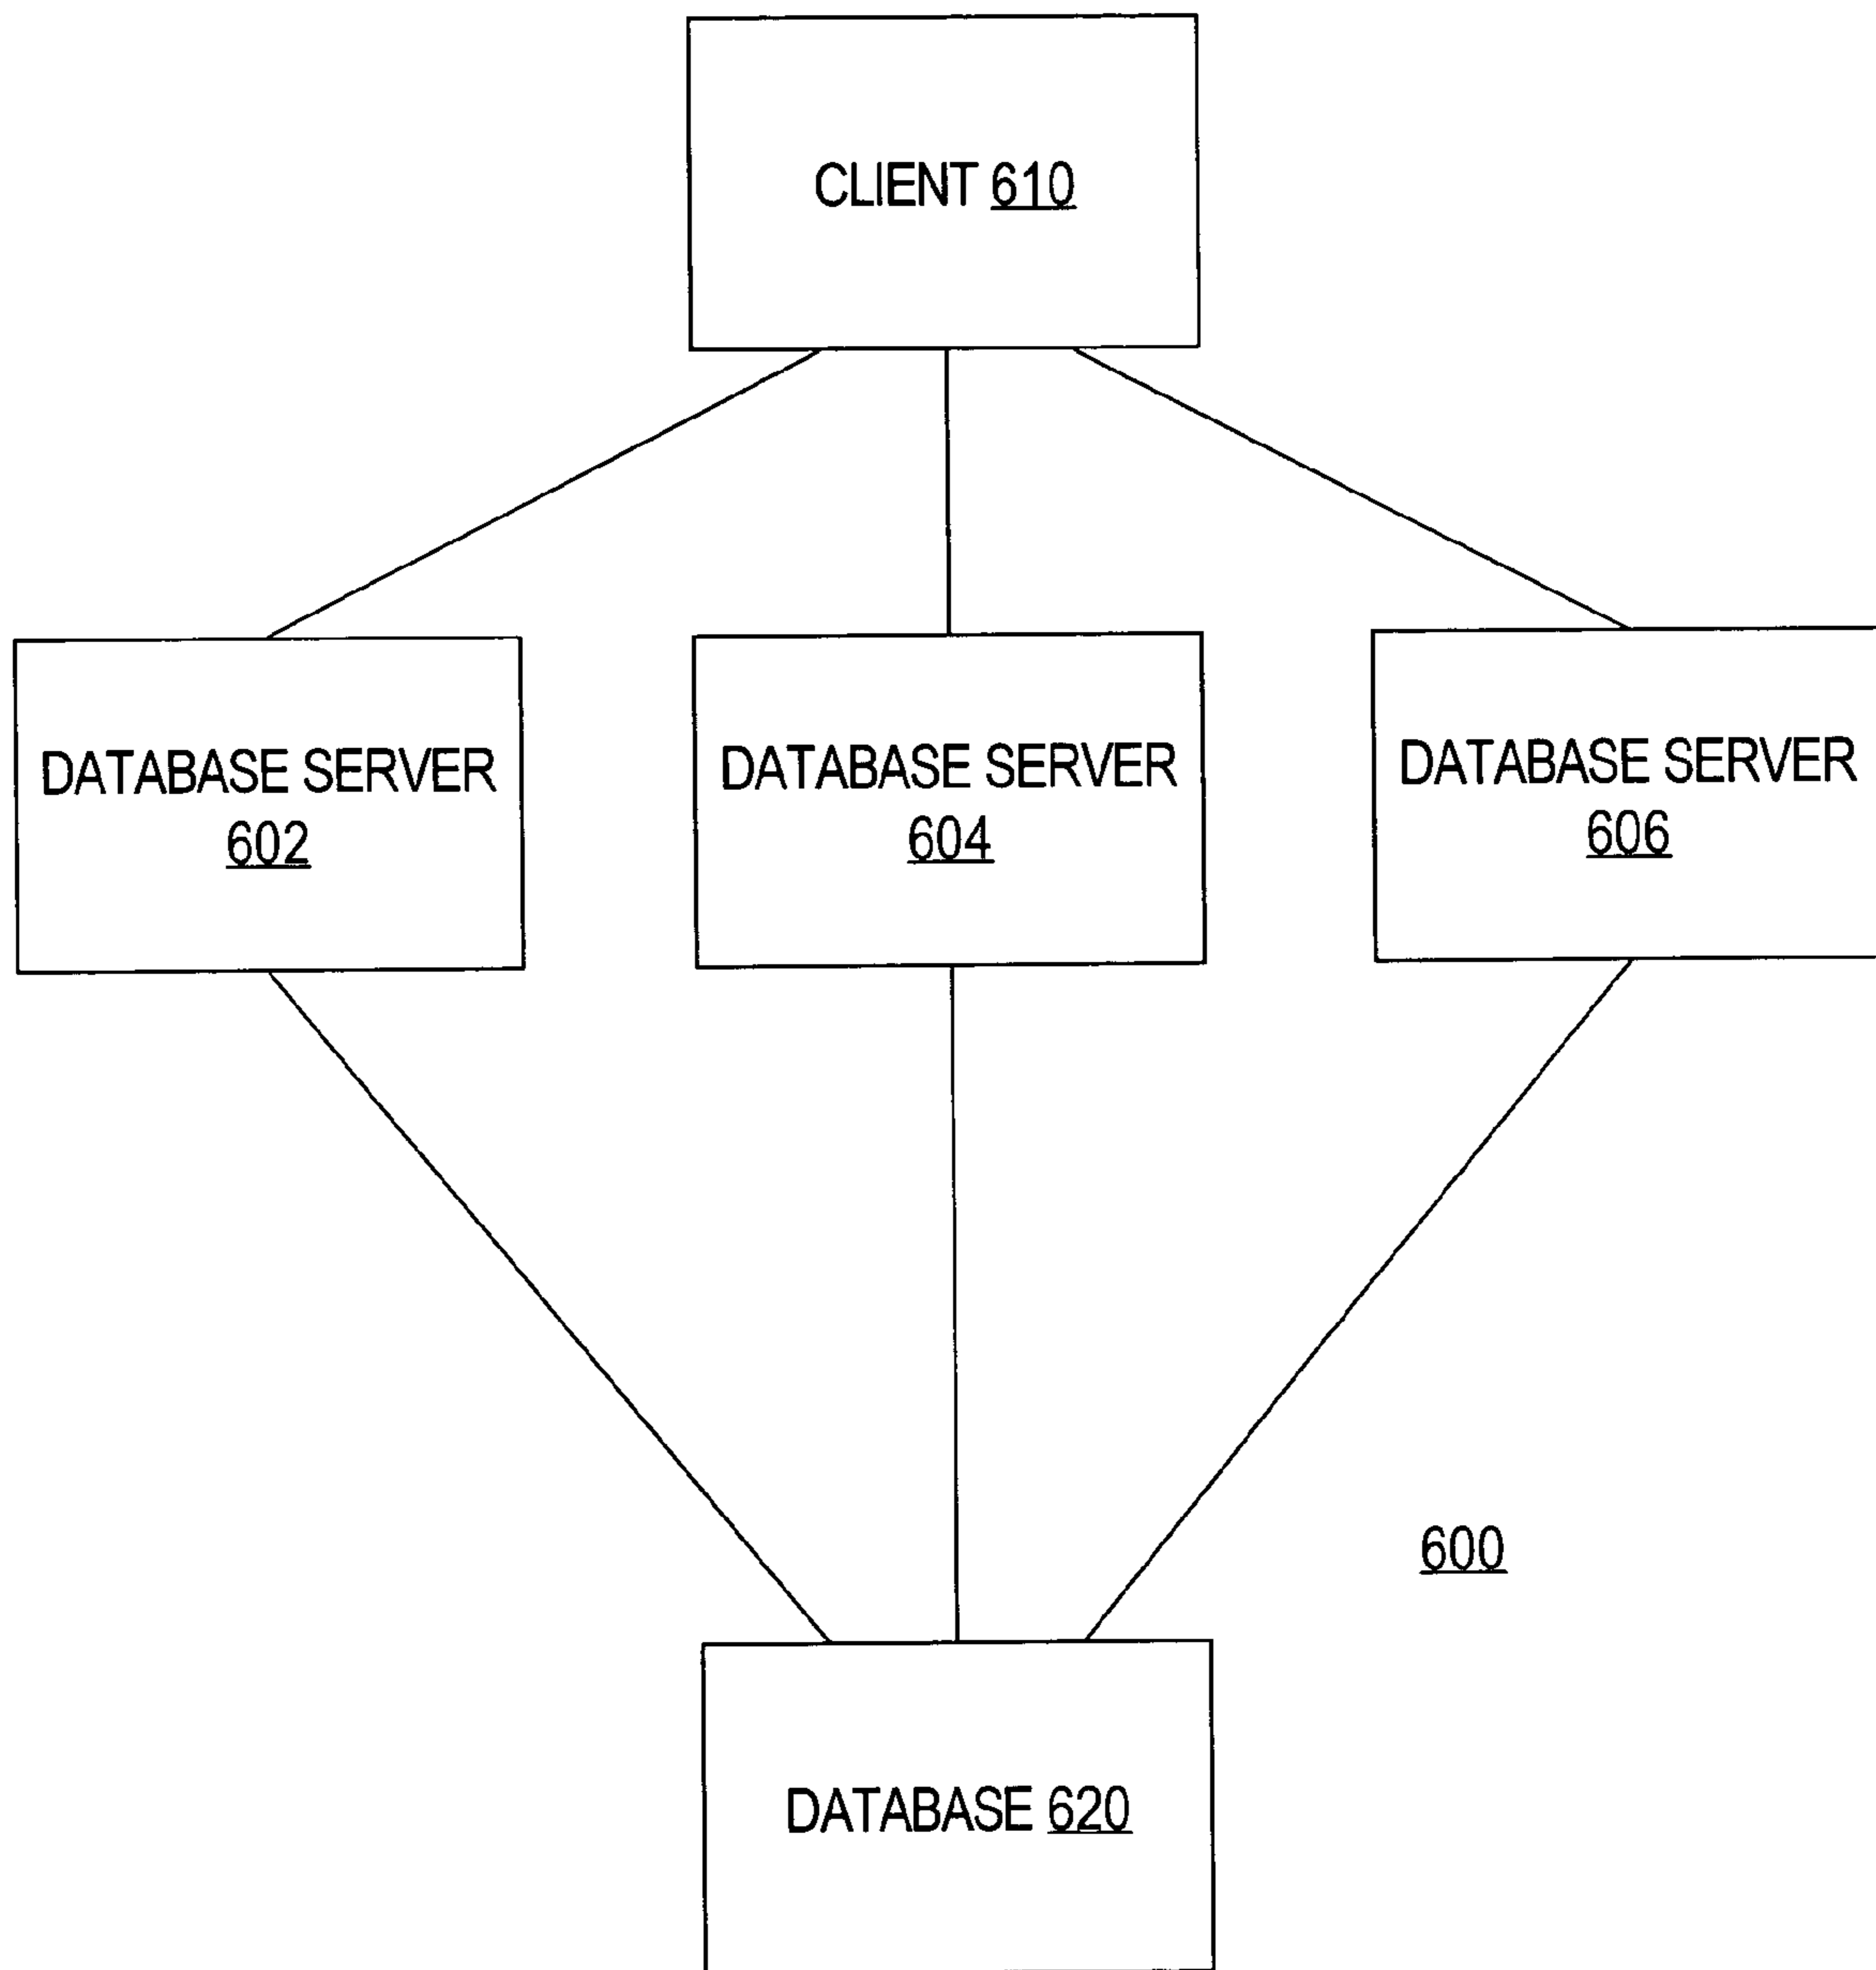 CLIENT 610
DATABASE SERVER
602
DATABASE SERVER
604
DATABASE SERVER
606
600
DATABASE 620